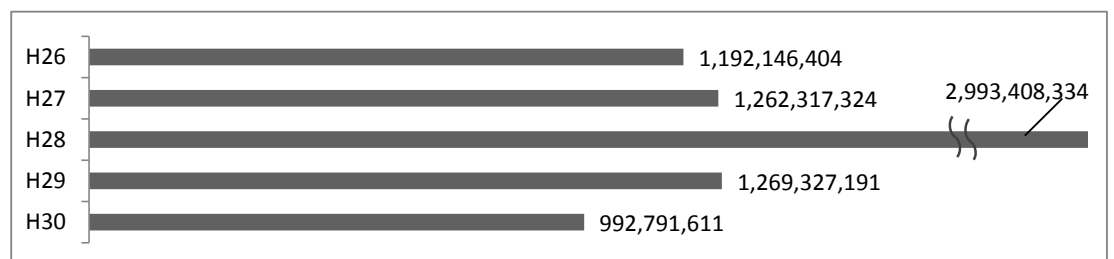 H26 1,192,146,404
H27 1,262,317,324
H28 2,993,408,334
H29 1,269,327,191
H30 992,791,611